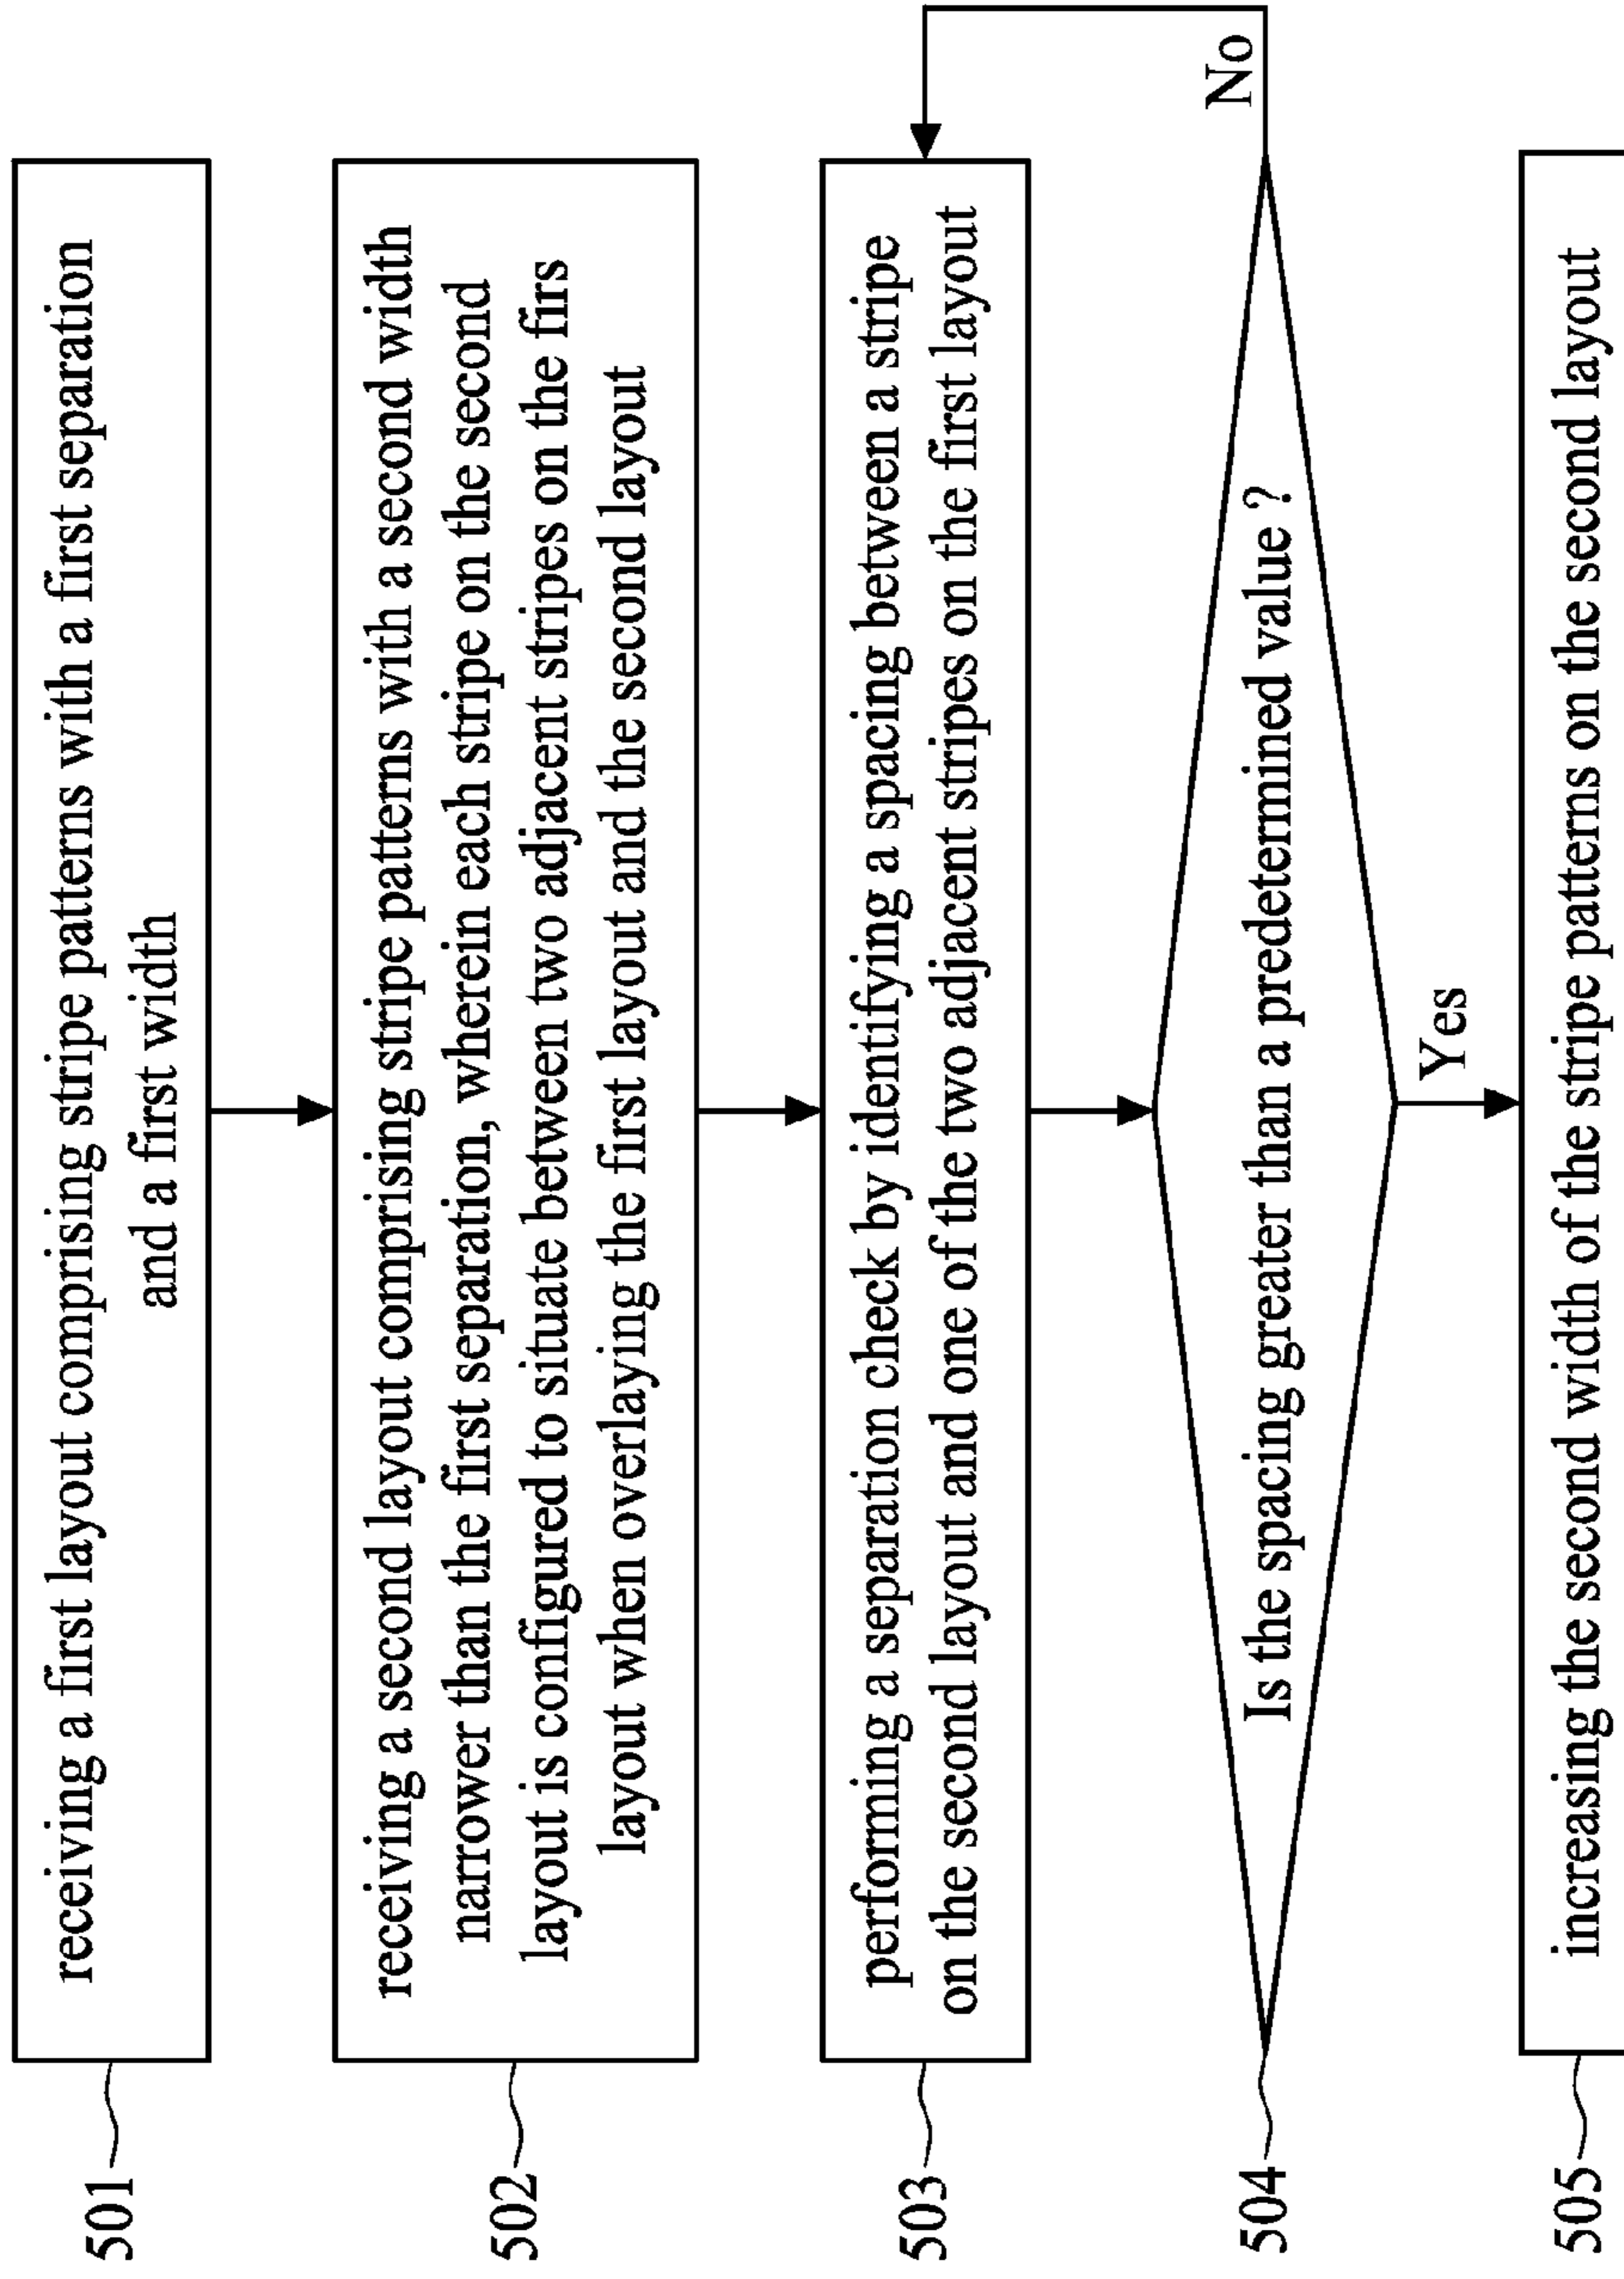 501
receiving a first layout comprising stripe patterns with a first separation
and a first width
502
receiving a second layout comprising stripe patterns with a second width
narrower than the first separation, wherein each stripe on the second
layout is configured to situate between two adjacent stripes on the firs
layout when overlaying the first layout and the second layout
503
performing a separation check by identifying a spacing between a stripe
on the second layout and one of the two adjacent stripes on the first layout
504
Is the spacing greater than a predetermined value ?
No
Yes
505
increasing the second width of the stripe patterns on the second layout